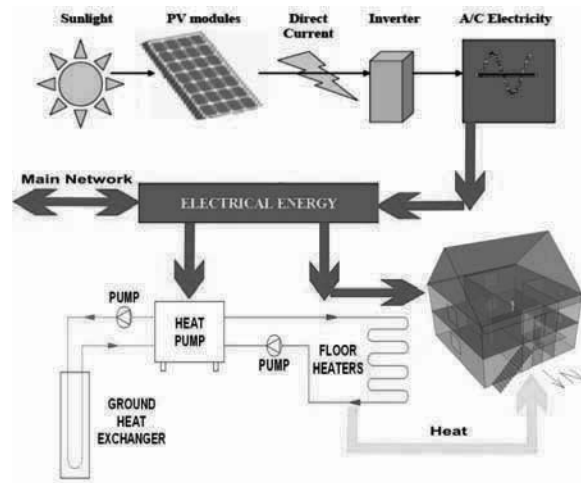 Sunlight
PV modules
Direct
Current
Inverter
A/C Electricity
Main Network
ELECTRICAL ENERGY
PUMP
HEAT
PUMP
PUMP
FLOOR
HEATERS
GROUND
HEAT
EXCHANGER
Heat